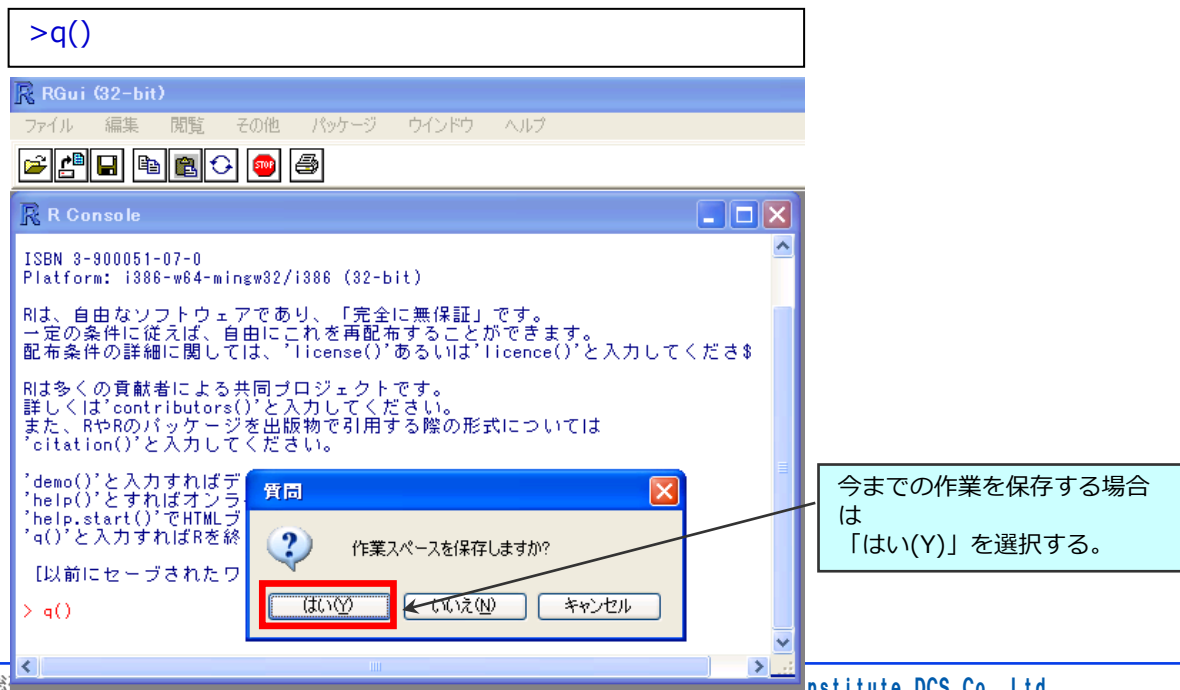 >q()
RGui (32-bit)
ファイル 編集 閲覧 その他 パッケージ ウインドウ ヘルプ
STOP
R Console
ISBN 3-900051-07-0
Platform: i386-w64-mingw32/i386 (32-bit)
Rは、自由なソフトウェアであり、「完全に無保証」です。
一定の条件に従えば、自由にこれを再配布することができます。
配布条件の詳細に関しては、'license()'あるいは'licence()'と入力してくださ$
Rは多くの貢献者による共同プロジェクトです。
詳しくは'contributors()'と入力してください。
また、RやRのパッケージを出版物で引用する際の形式については
'citation()'と入力してください。
'demo()'と入力すればデ
'help()'とすればオンラ
'help.start()'でHTMLブ
'q()'と入力すればRを終
[以前にセーブされたワ
> q()
質問
作業スペースを保存しますか?
はい(Y) いいえ(N) キャンセル
今までの作業を保存する場合
は
「はい(Y)」を選択する。
nstitute DCS Co. Ltd